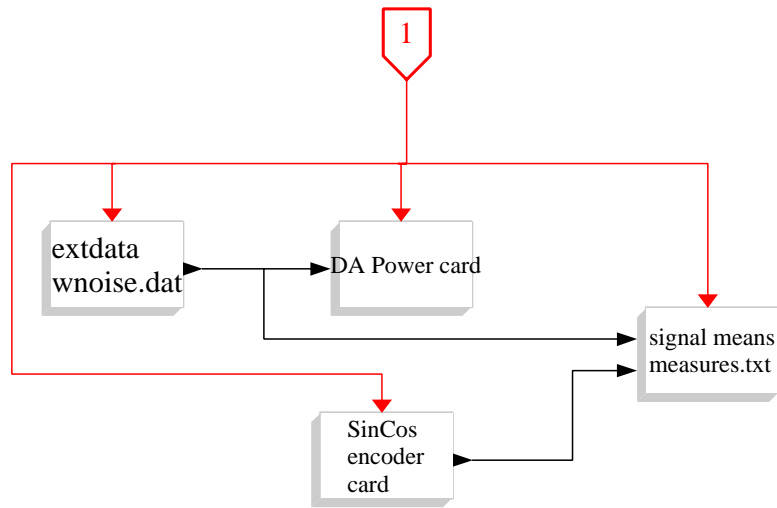 1
extdata
wnoise.dat
DA Power card
signal means
measures.txt
SinCos
encoder
card